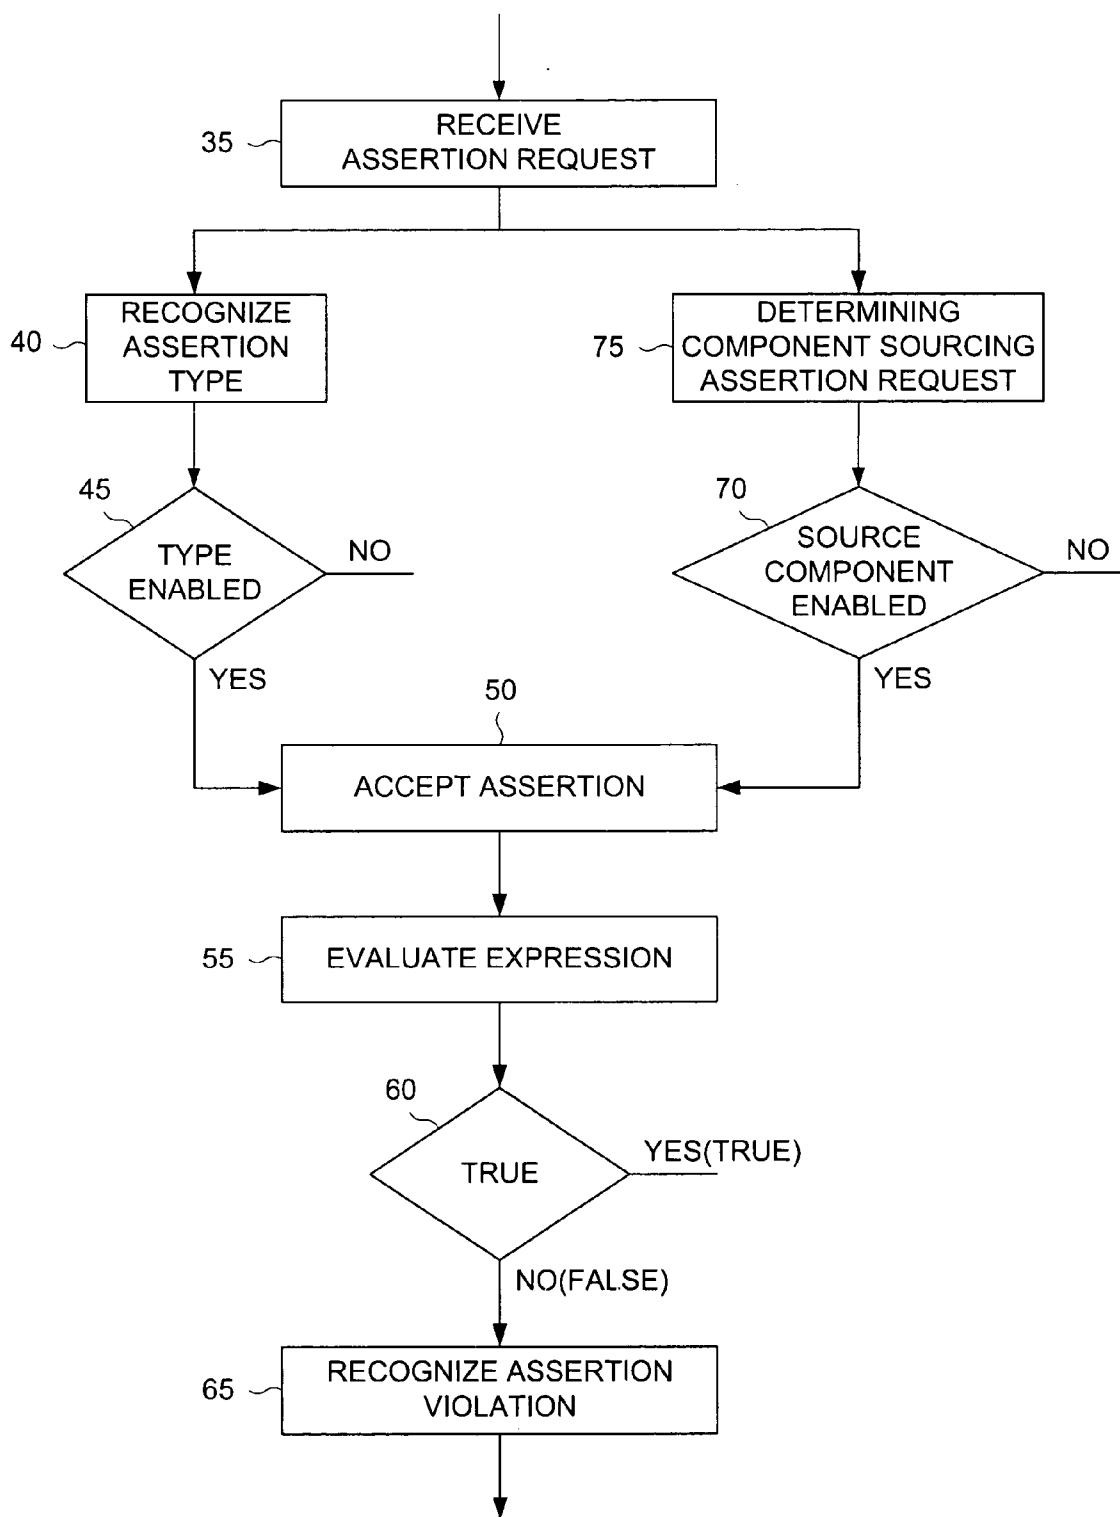 35
RECEIVE
ASSERTION REQUEST
40
RECOGNIZE
ASSERTION
TYPE
75
DETERMINING
COMPONENT SOURCING
ASSERTION REQUEST
45
TYPE
ENABLED
NO
YES
70
SOURCE
COMPONENT
ENABLED
NO
YES
50
ACCEPT ASSERTION
55
EVALUATE EXPRESSION
60
TRUE
YES(TRUE)
NO(FALSE)
65
RECOGNIZE ASSERTION
VIOLATION